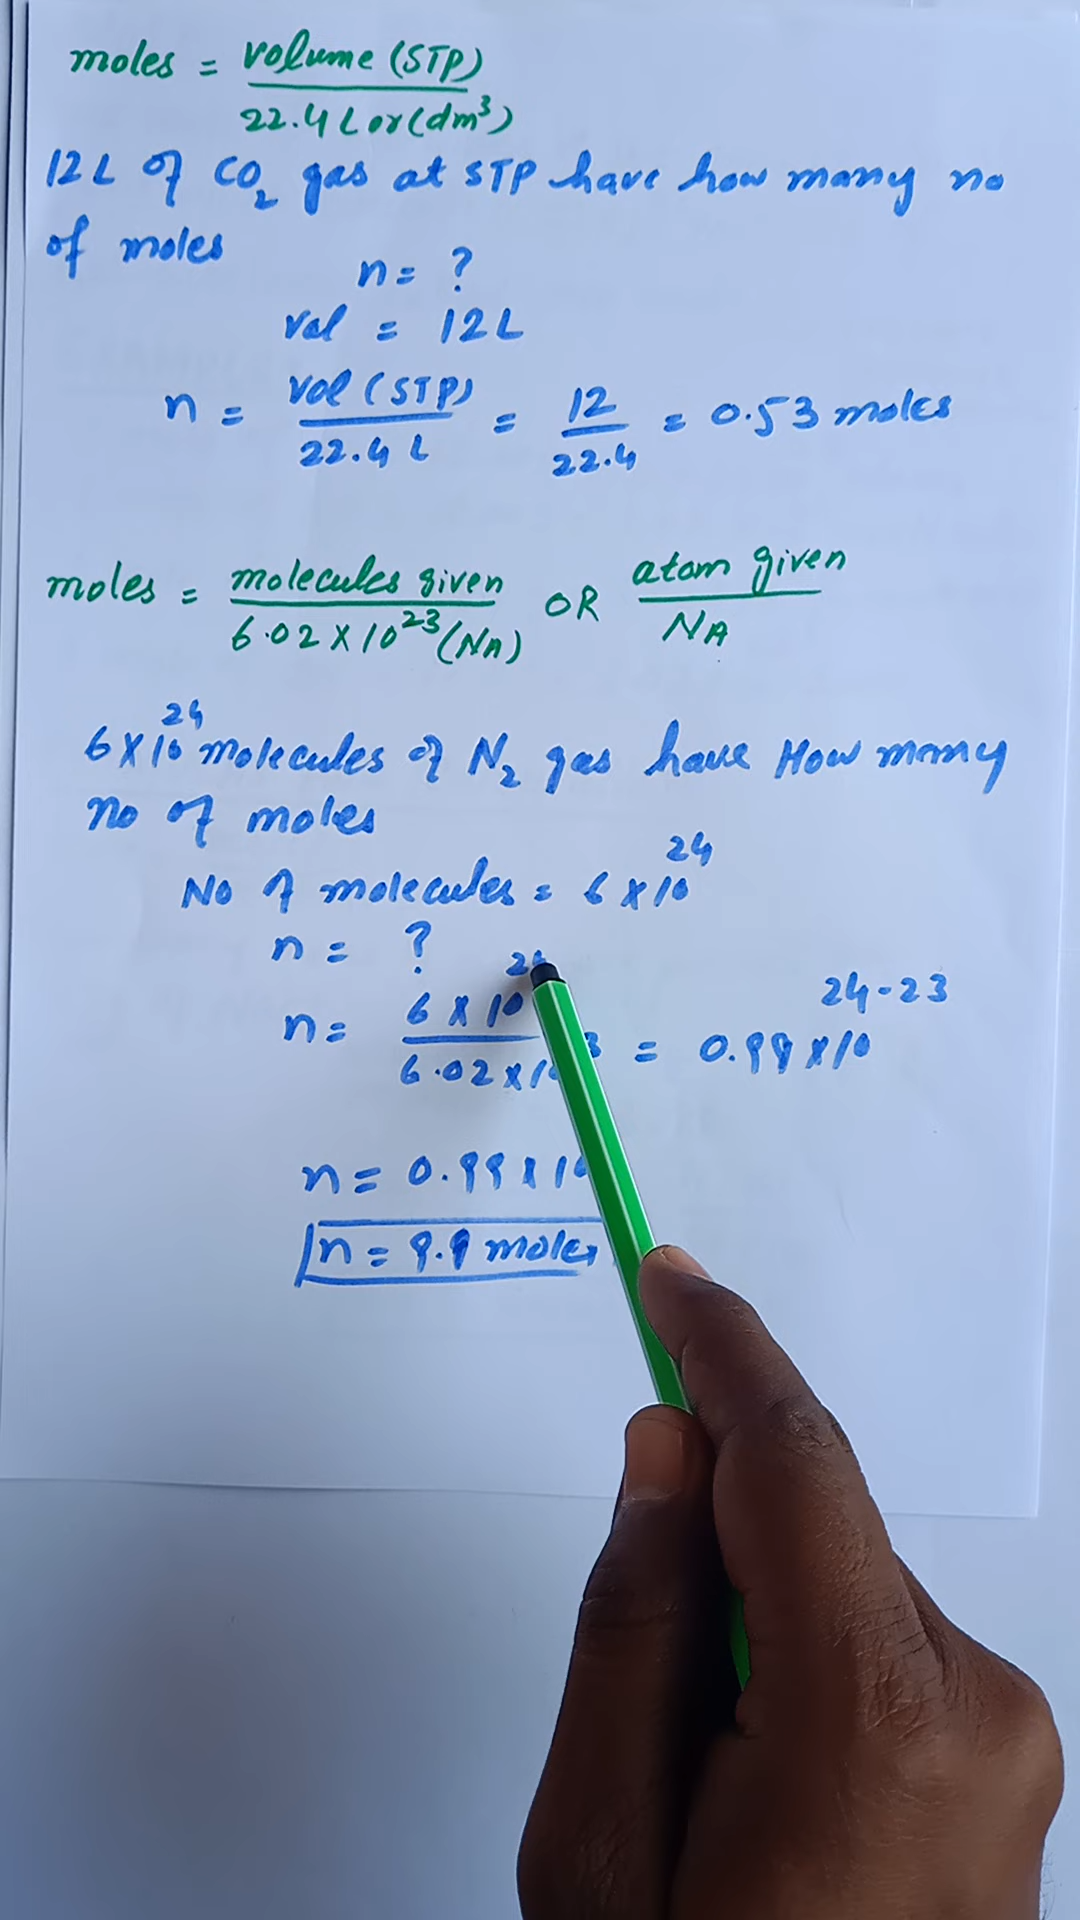 moles = volume (STP) / 22.4 L or (dm³)
12 L of CO₂ gas at STP have how many no
of moles
n = ?
Vol = 12 L
n = Vol (STP) / 22.4 L = 12 / 22.4 = 0.53 moles
moles = molecules given / 6.02 X 10²³ (NA) OR atom given / NA
6 X 10²⁴ molecules of N₂ gas have How many
no of moles
No of molecules = 6 x 10²⁴
n = ?
n = 6 X 10 / 6.02 x = 0.99 x 10²⁴⁻²³
n = 0.99 x 10
n = 9.9 moles